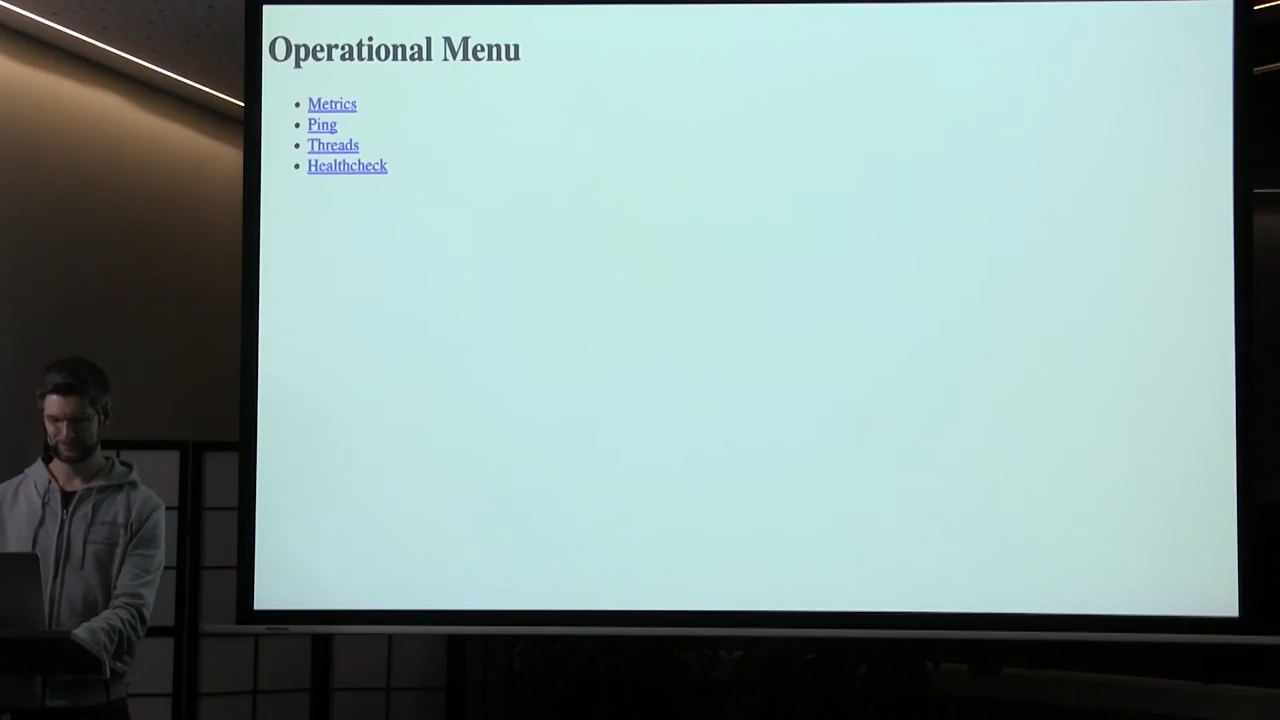 Operational Menu
Metrics
Ping
Threads
Healthcheck